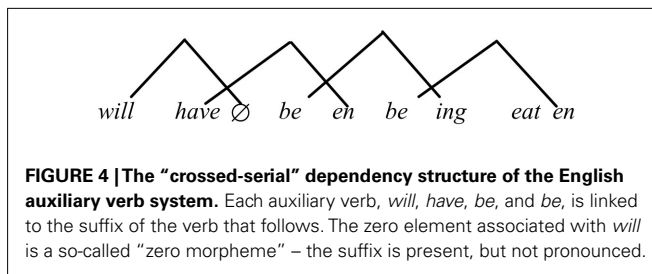 will have ∅ be en be ing eat en
FIGURE 4 | The “crossed-serial” dependency structure of the English
auxiliary verb system. Each auxiliary verb, will, have, be, and be, is linked
to the suffix of the verb that follows. The zero element associated with will
is a so-called “zero morpheme” – the suffix is present, but not pronounced.